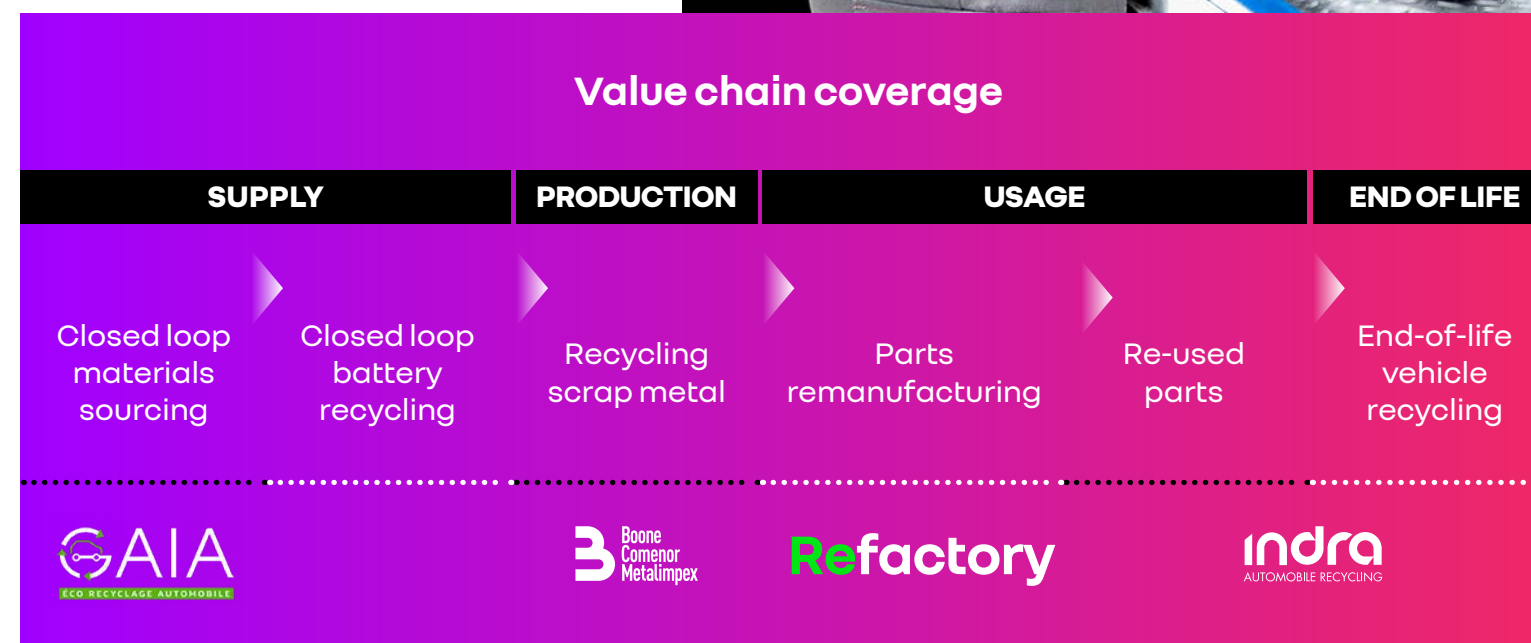 Value chain coverage
SUPPLY
PRODUCTION
USAGE
END OF LIFE
Closed loop
materials
sourcing
Closed loop
battery
recycling
Recycling
scrap metal
Parts
remanufacturing
Re-used
parts
End-of-life
vehicle
recycling
GAIA
ÉCO RECYCLAGE AUTOMOBILE
B
Boone
Comenor
Metalimpex
Refactory
indra
AUTOMOBILE RECYCLING